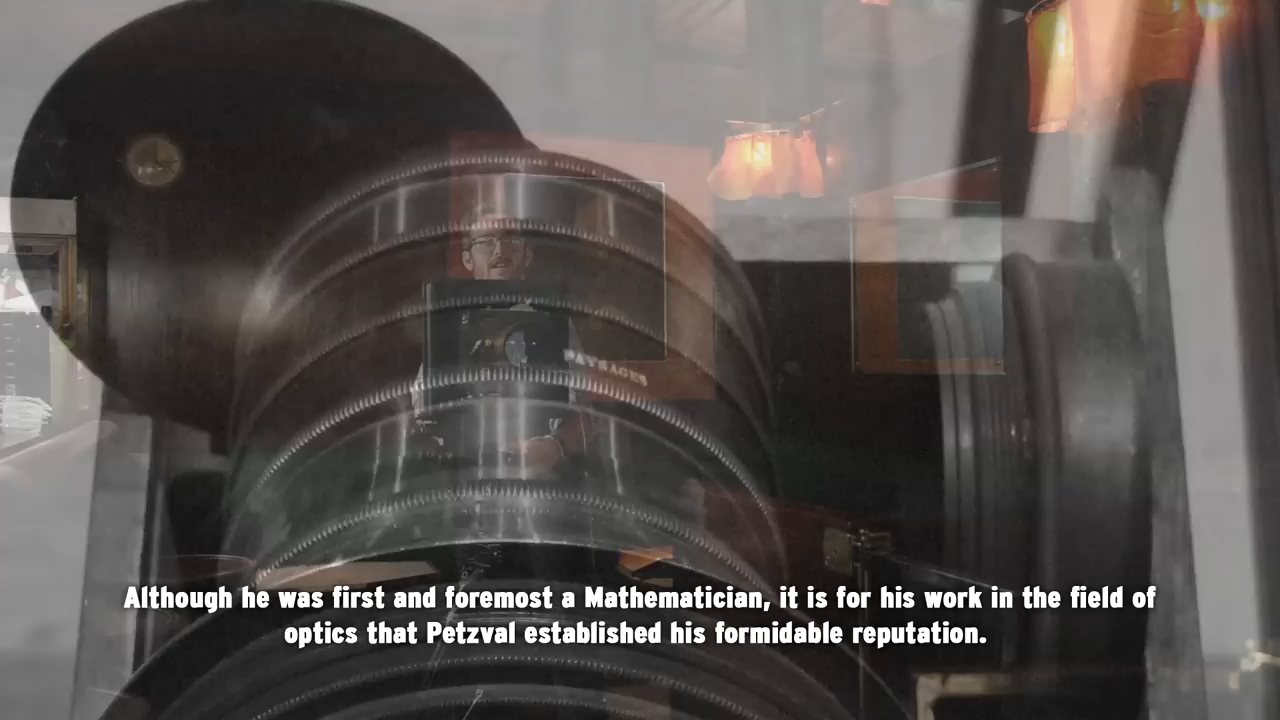 PAYSAGES
Although he was first and foremost a Mathematician, it is for his work in the field of
optics that Petzval established his formidable reputation.